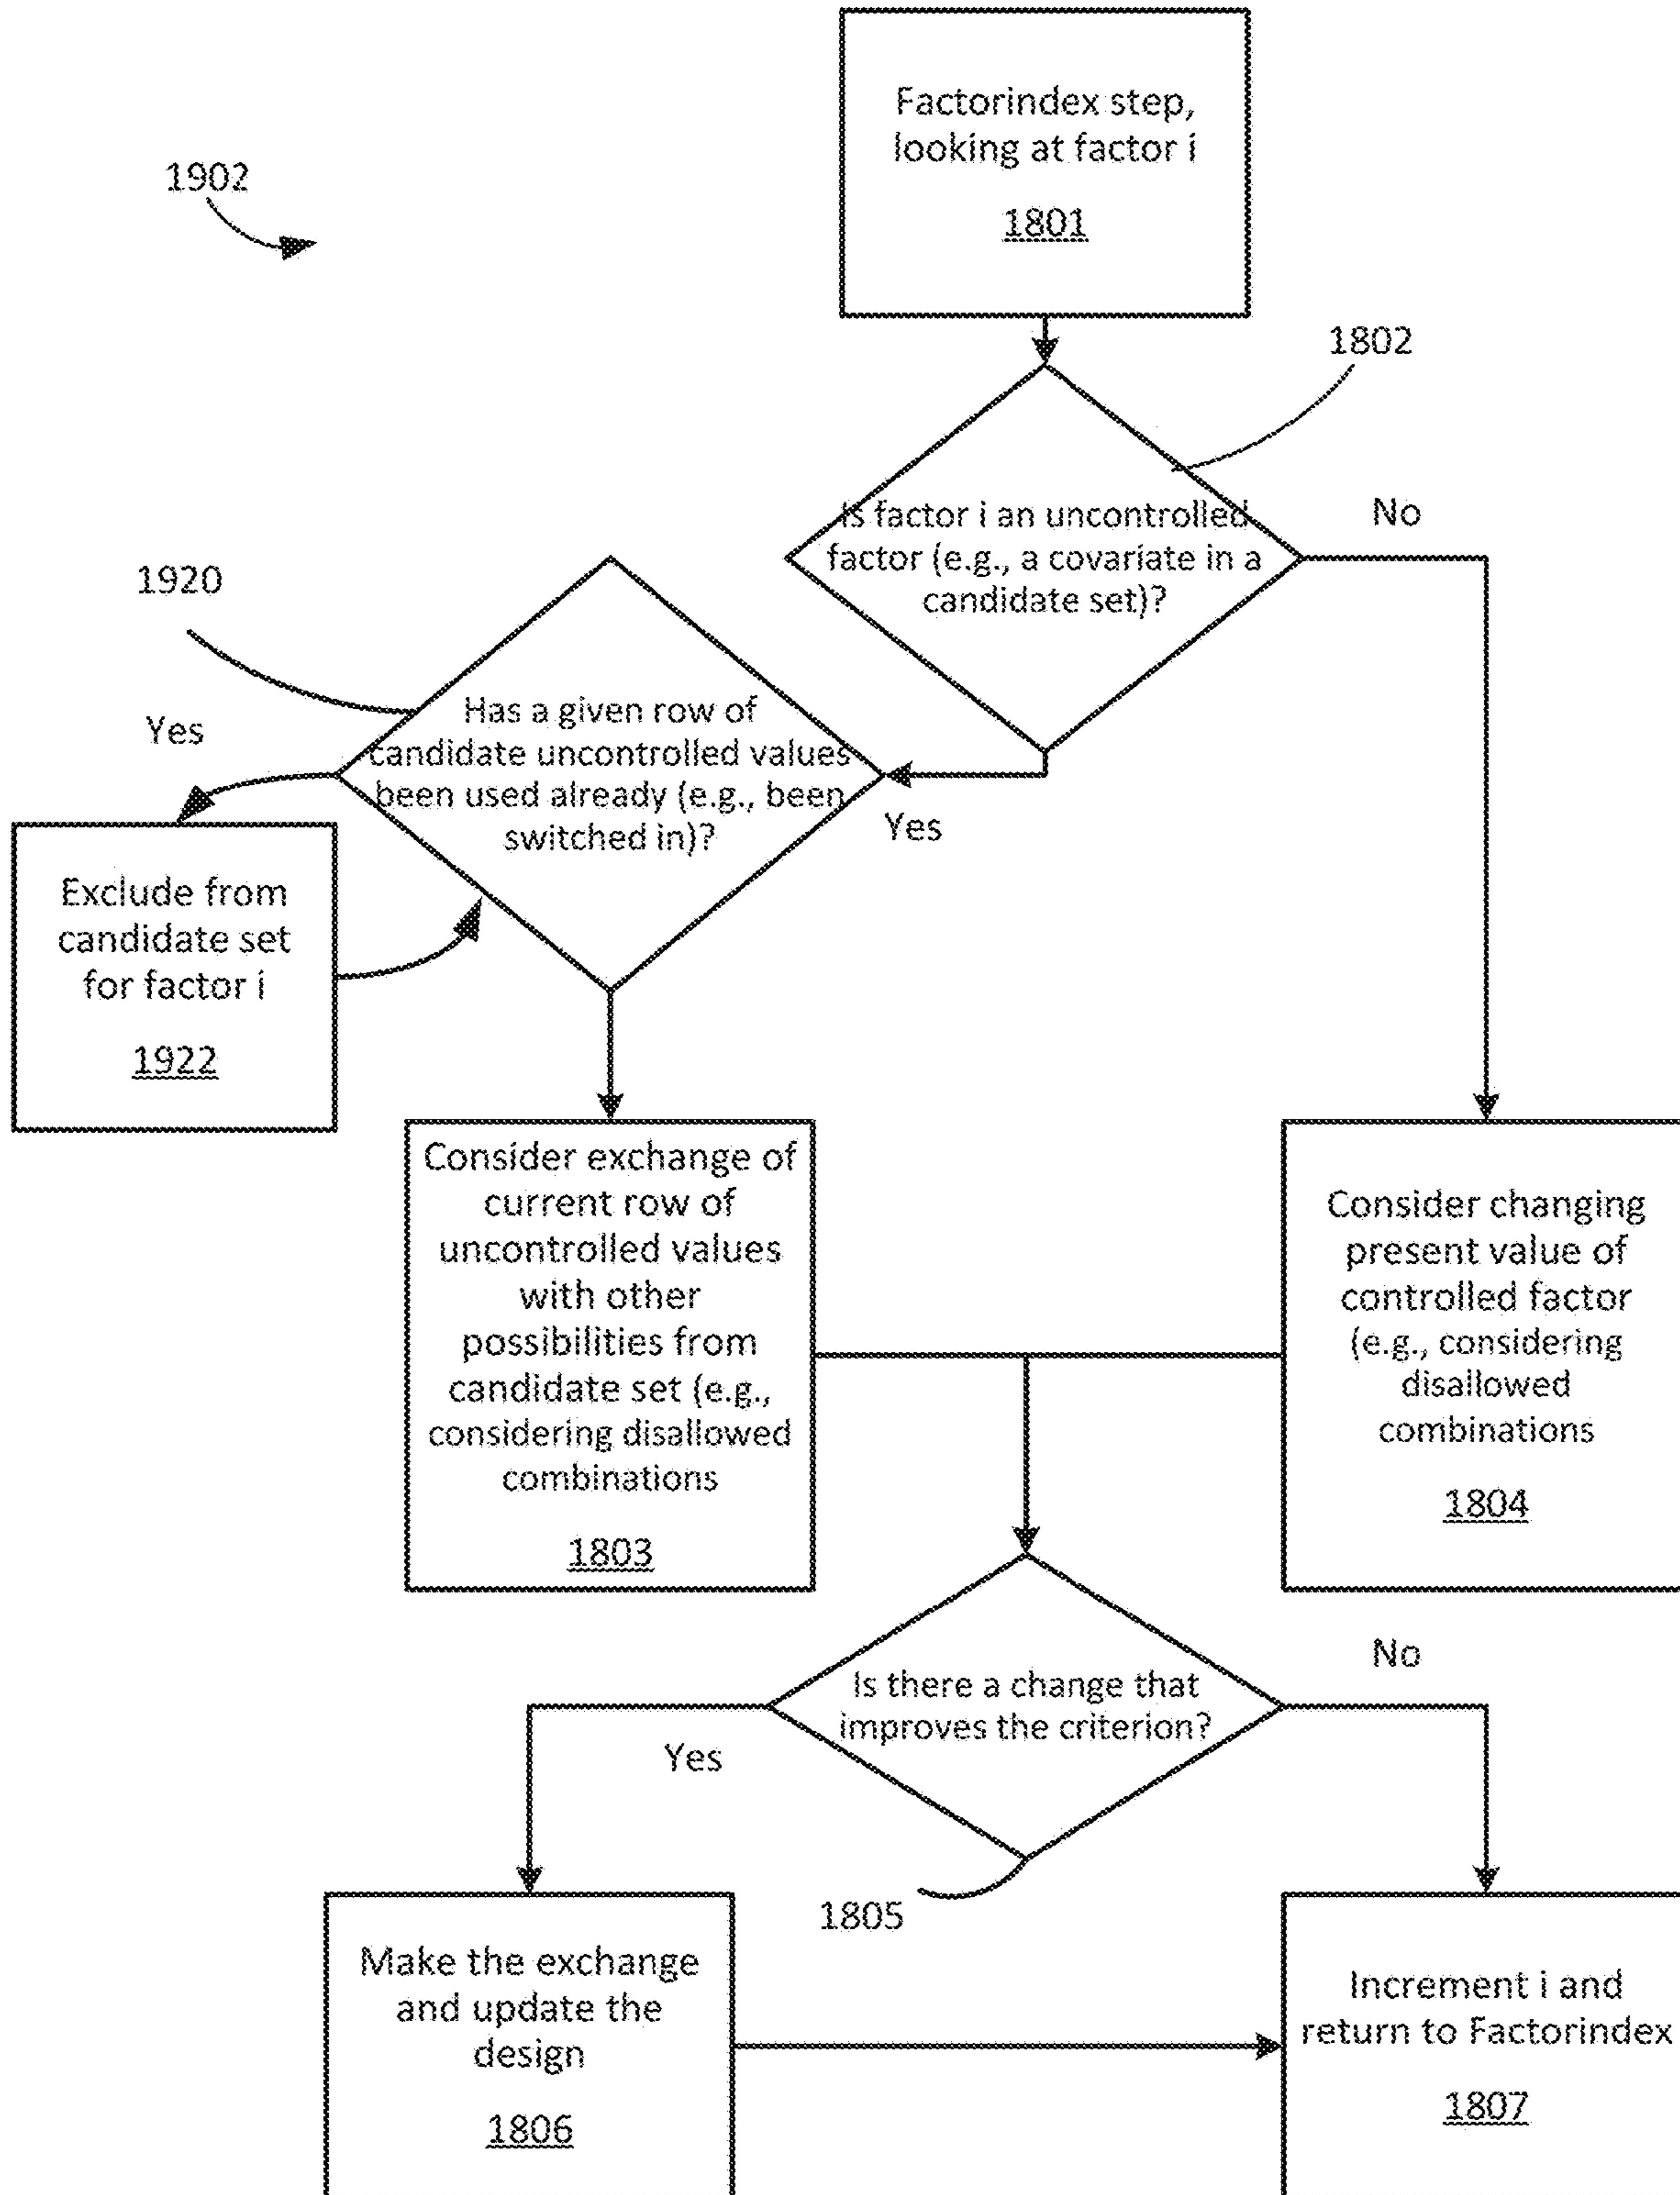 Factorindex step,
looking at factor i
1801
1902
1802
Is factor i an uncontrolled
factor (e.g., a covariate in a
candidate set)?
No
1920
Yes
Has a given row of
candidate uncontrolled values
been used already (e.g., been
switched in)?
Yes
Exclude from
candidate set
for factor i
1922
Consider exchange of
current row of
uncontrolled values
with other
possibilities from
candidate set (e.g.,
considering disallowed
combinations
1803
Consider changing
present value of
controlled factor
(e.g., considering
disallowed
combinations
1804
Is there a change that
improves the criterion?
No
Yes
1805
Make the exchange
and update the
design
1806
Increment i and
return to Factorindex
1807